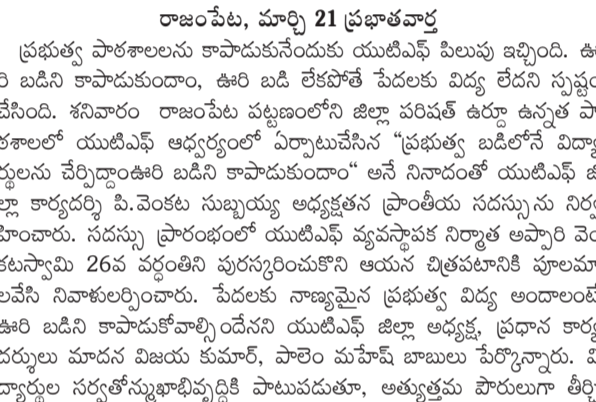 రాజంపేట, మార్చి 21 ప్రభాతవార్త
ప్రభుత్వ పాఠశాలలను కాపాడుకునేందుకు యుటిఎఫ్ పిలుపు ఇచ్చింది. ఊ
రి బడిని కాపాడుకుందాం, ఊరి బడి లేకపోతే పేదలకు విద్య లేదని స్పష్టం
చేసింది. శనివారం రాజంపేట పట్టణంలోని జిల్లా పరిషత్ ఉర్దూ ఉన్నత పా
ఠశాలలో యుటిఎఫ్ ఆధ్వర్యంలో ఏర్పాటుచేసిన “ప్రభుత్వ బడిలోనే విద్యా
ర్థులను చేర్పిద్దాంఊరి బడిని కాపాడుకుందాం“ అనే నినాదంతో యుటిఎఫ్ జి
ల్లా కార్యదర్శి పి.వెంకట సుబ్బయ్య అధ్యక్షతన ప్రాంతీయ సదస్సును నిర్వ
హించారు. సదస్సు ప్రారంభంలో యుటిఎఫ్ వ్యవస్థాపక నిర్మాత అప్పారి వెం
కటస్వామి 26వ వర్ధంతిని పురస్కరించుకొని ఆయన చిత్రపటానికి పూలమా
లవేసి నివాళులర్పించారు. పేదలకు నాణ్యమైన ప్రభుత్వ విద్య అందాలంటే
ఊరి బడిని కాపాడుకోవాల్సిందేనని యుటిఎఫ్ జిల్లా అధ్యక్ష, ప్రధాన కార్య
దర్శులు మాదన విజయ కుమార్, పాలెం మహేష్ బాబులు పేర్కొన్నారు. వి
ద్యార్థుల సర్వతోన్ముఖాభివృద్ధికి పాటుపడుతూ, అత్యుత్తమ పౌరులుగా తీర్చి